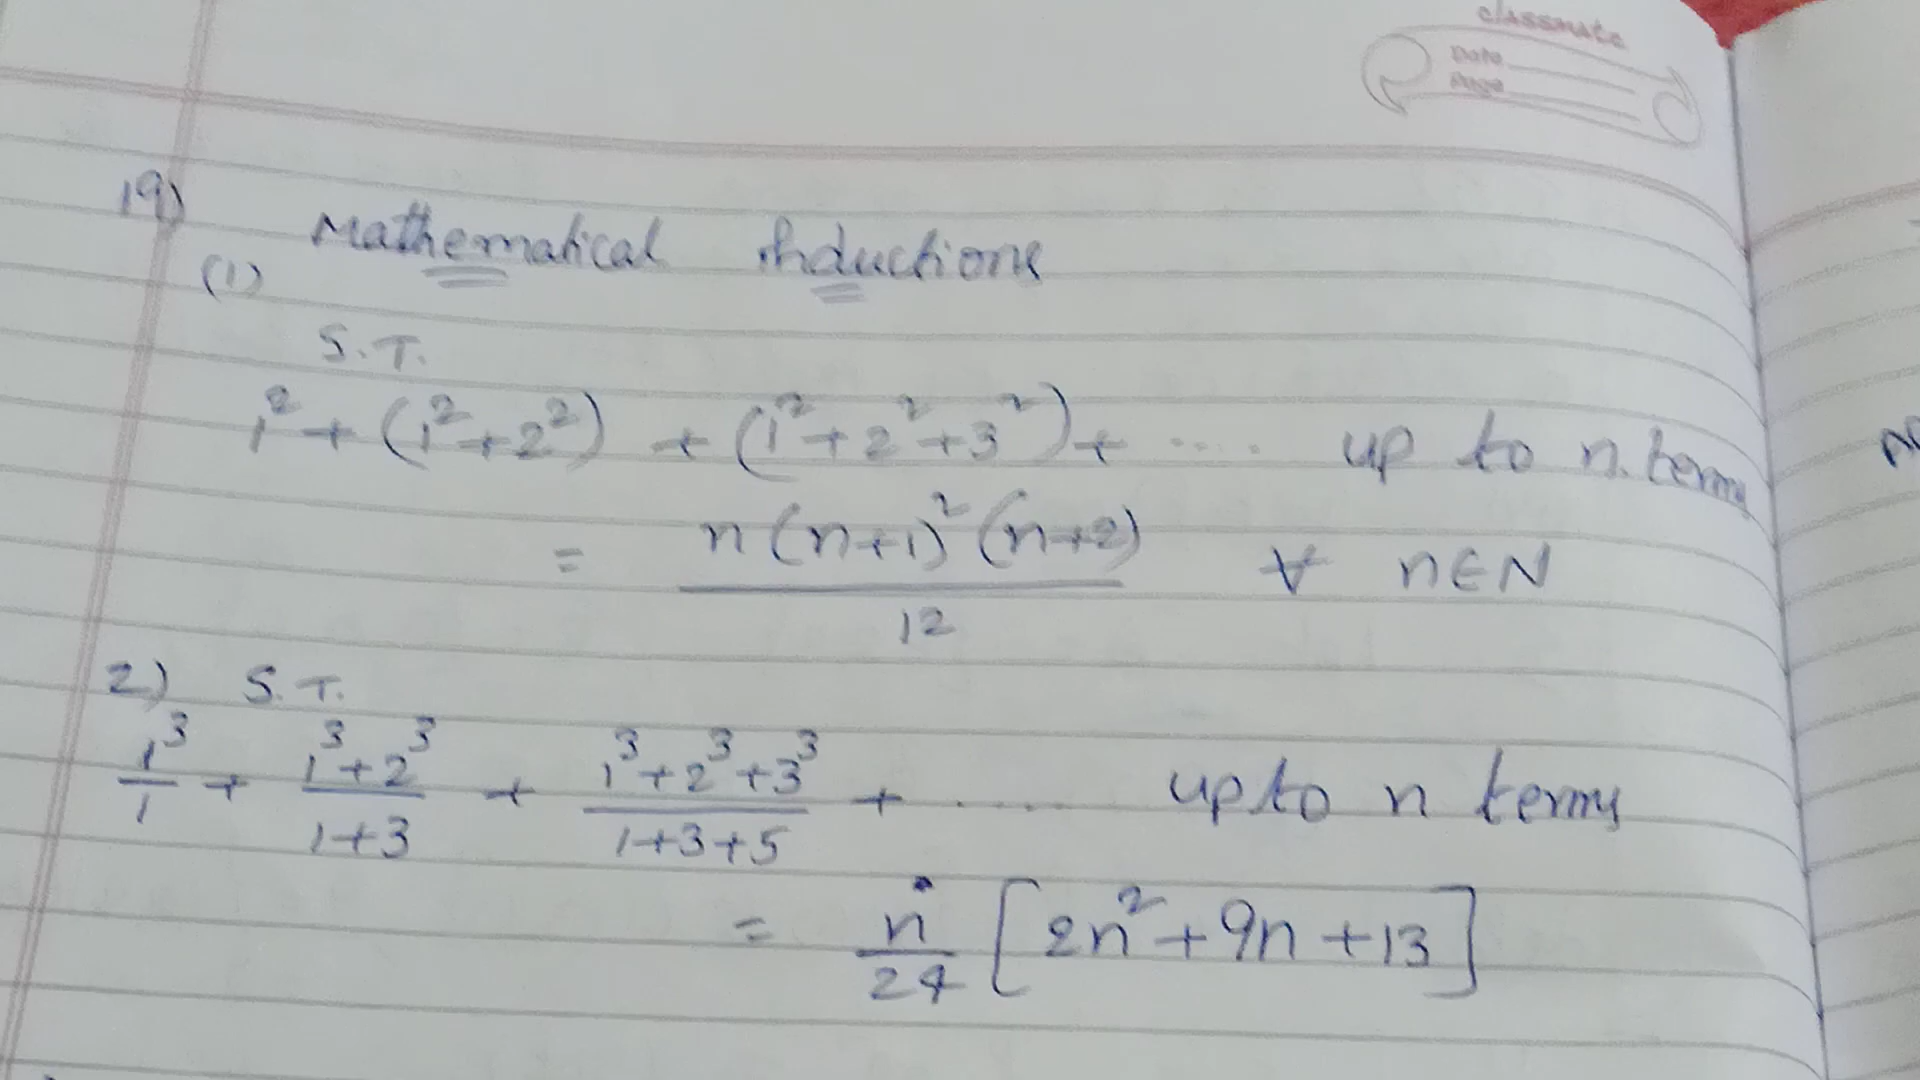 classmate
Date
Page
19)
Mathematical Inductions
(1)
S.T.
1² + (1²+2²) + (1²+2²+3²) + .... up to n. terms
= n(n+1)²(n+2) / 12 ∀ n∈N
2) S.T.
1³/1 + (1³+2³)/(1+3) + (1³+2³+3³)/(1+3+5) + .... upto n terms
= n/24 [2n²+9n+13]